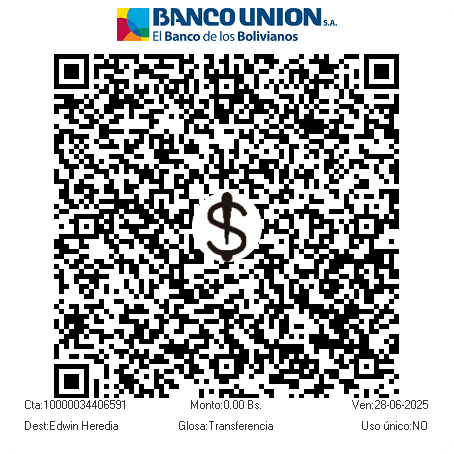 BANCO UNION S.A.
El Banco de los Bolivianos
Cta:10000034406591 Monto:0.00 Bs. Ven:28-06-2025
Dest:Edwin Heredia Glosa:Transferencia Uso único:NO